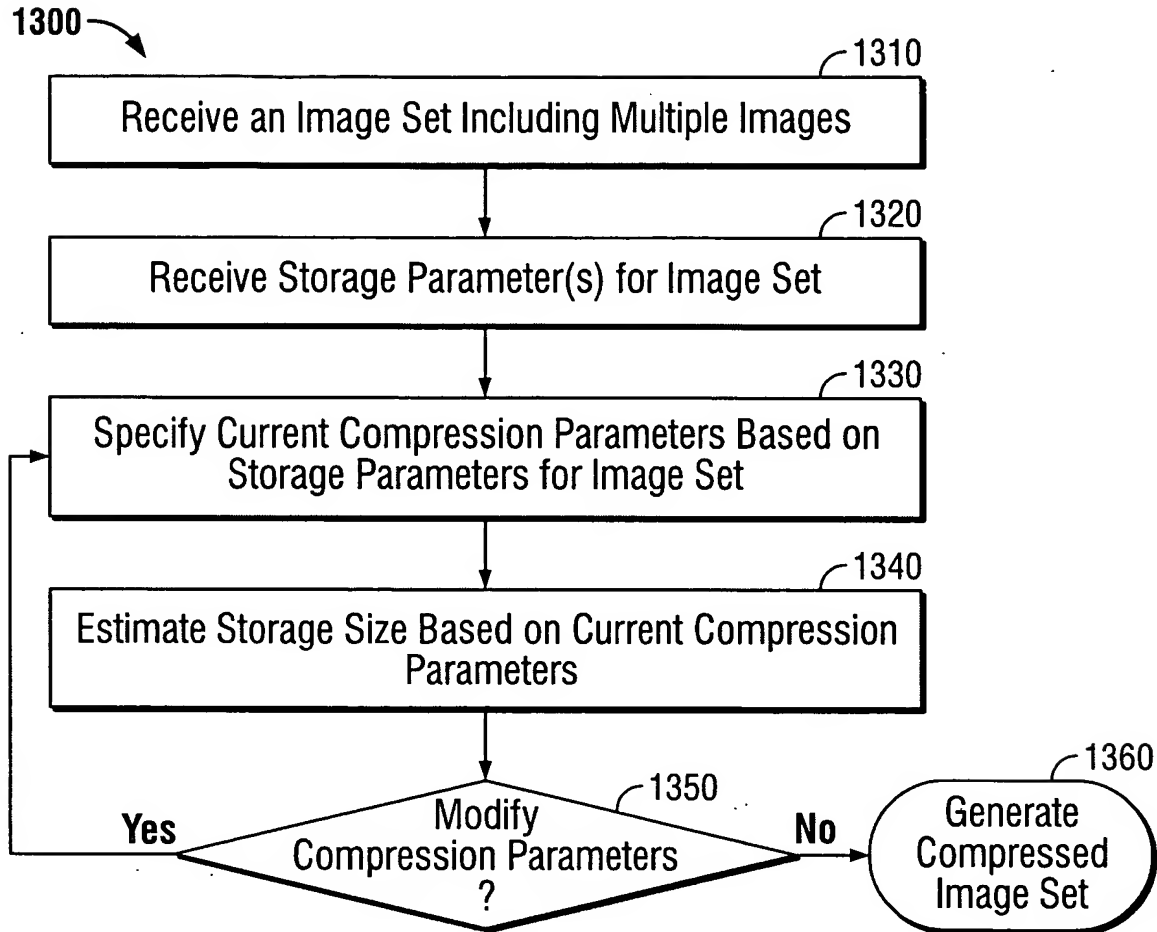 1300
1310
Receive an Image Set Including Multiple Images
1320
Receive Storage Parameter(s) for Image Set
1330
Specify Current Compression Parameters Based on
Storage Parameters for Image Set
1340
Estimate Storage Size Based on Current Compression
Parameters
1350
Modify
Compression Parameters
?
Yes
No
1360
Generate
Compressed
Image Set